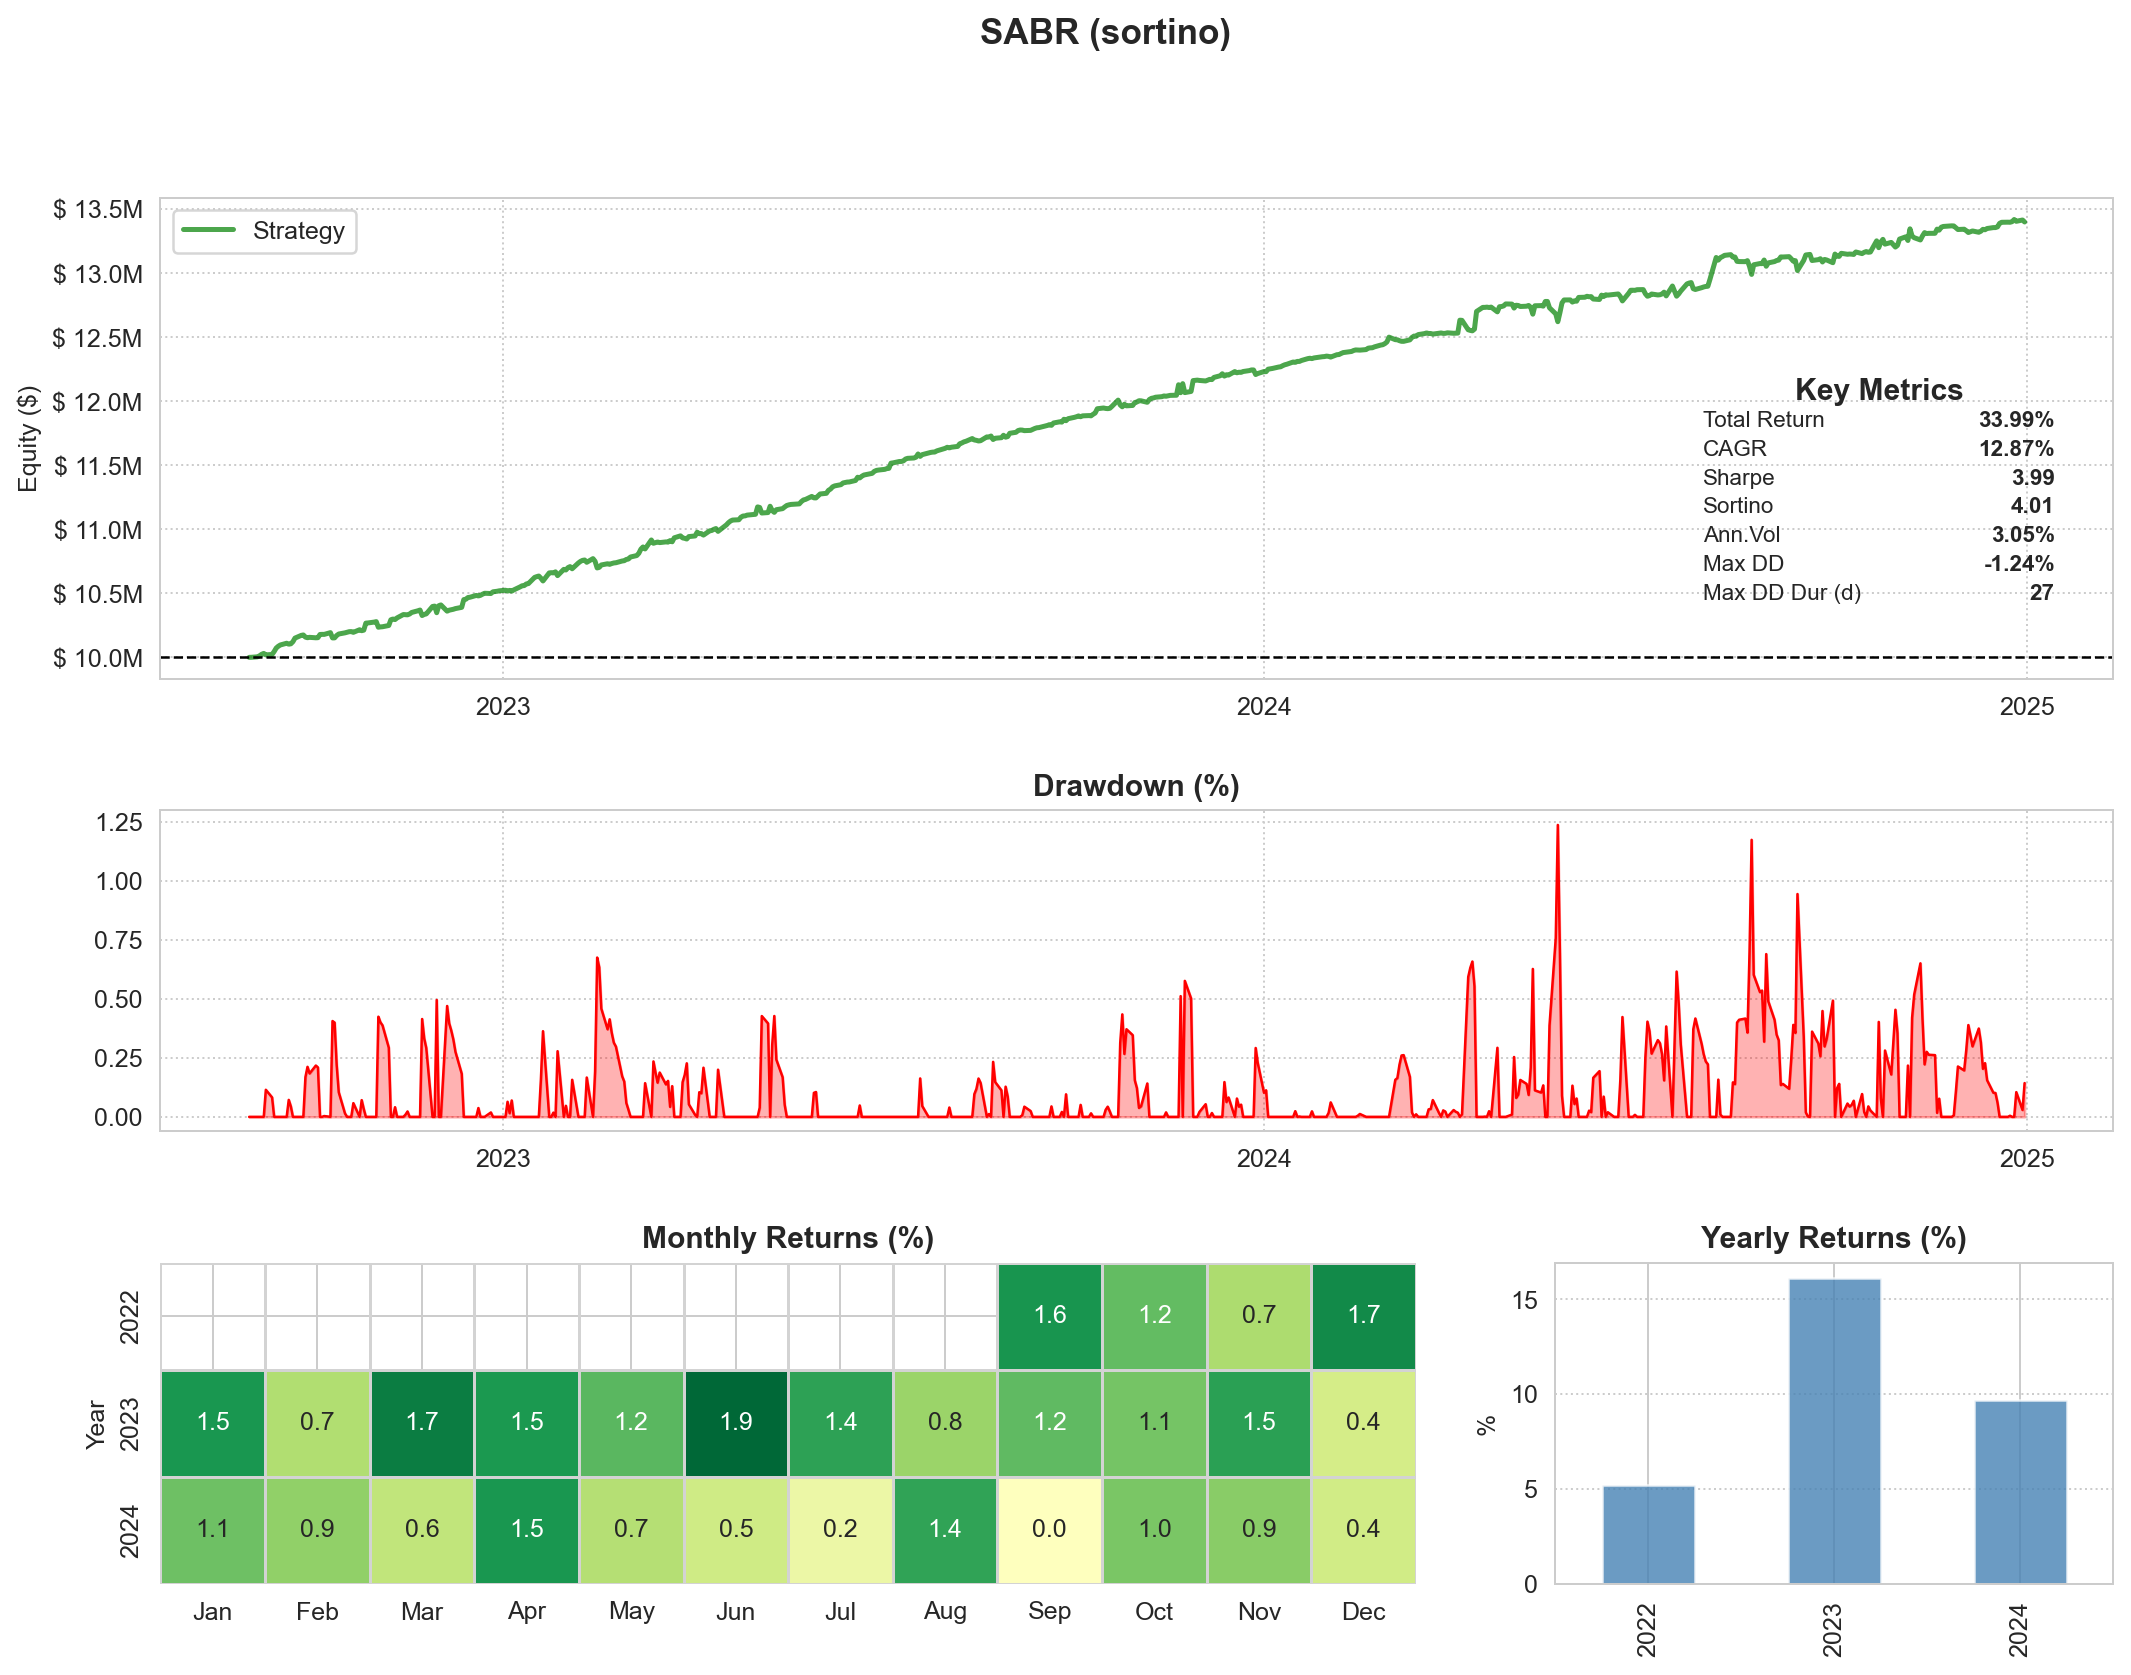 SABR (sortino)
$ 13.5M
$ 13.0M
$ 12.5M
$ 12.0M
$ 11.5M
$ 11.0M
$ 10.5M
$ 10.0M
Equity ($)
Strategy
Key Metrics
Total Return 33.99%
CAGR 12.87%
Sharpe 3.99
Sortino 4.01
Ann.Vol 3.05%
Max DD -1.24%
Max DD Dur (d) 27
2023 2024 2025
Drawdown (%)
1.25
1.00
0.75
0.50
0.25
0.00
2023 2024 2025
Monthly Returns (%)
Year
2022 1.6 1.2 0.7 1.7
2023 1.5 0.7 1.7 1.5 1.2 1.9 1.4 0.8 1.2 1.1 1.5 0.4
2024 1.1 0.9 0.6 1.5 0.7 0.5 0.2 1.4 0.0 1.0 0.9 0.4
Jan Feb Mar Apr May Jun Jul Aug Sep Oct Nov Dec
Yearly Returns (%)
%
15
10
5
0
2022 2023 2024